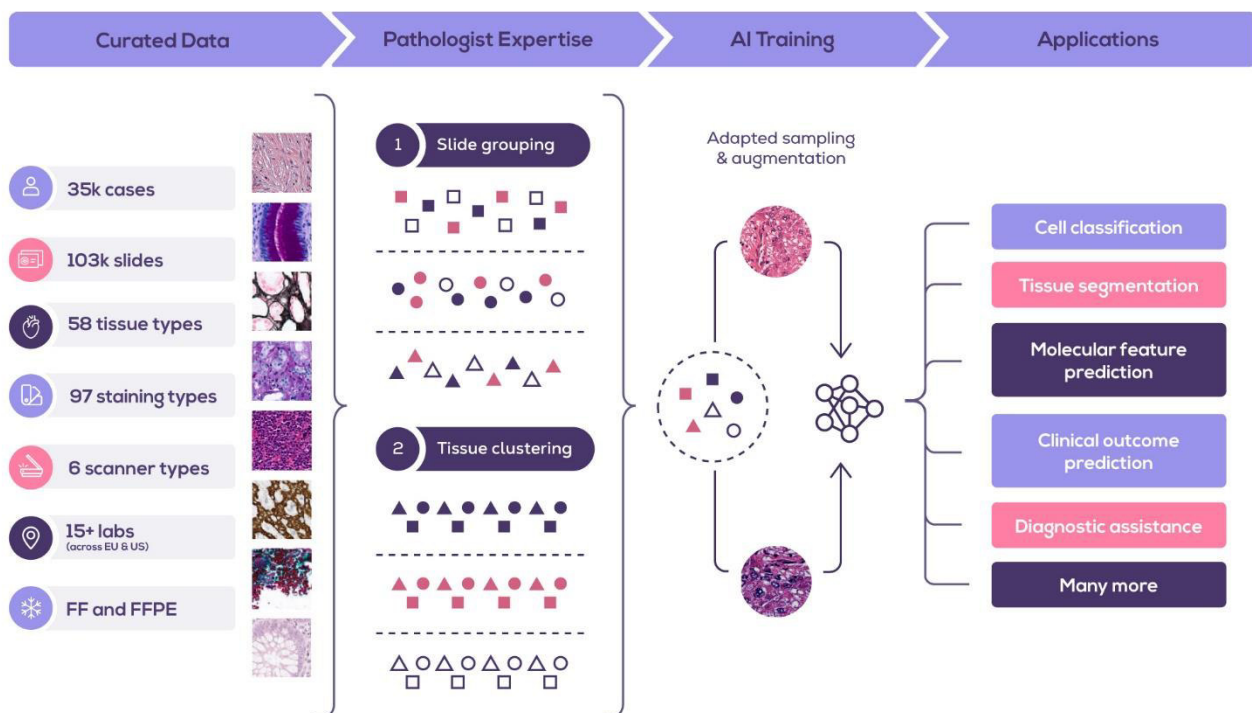 Curated Data
Pathologist Expertise
AI Training
Applications
35k cases
103k slides
58 tissue types
97 staining types
6 scanner types
15+ labs
(across EU & US)
FF and FFPE
1 Slide grouping
2 Tissue clustering
Adapted sampling
& augmentation
Cell classification
Tissue segmentation
Molecular feature
prediction
Clinical outcome
prediction
Diagnostic assistance
Many more